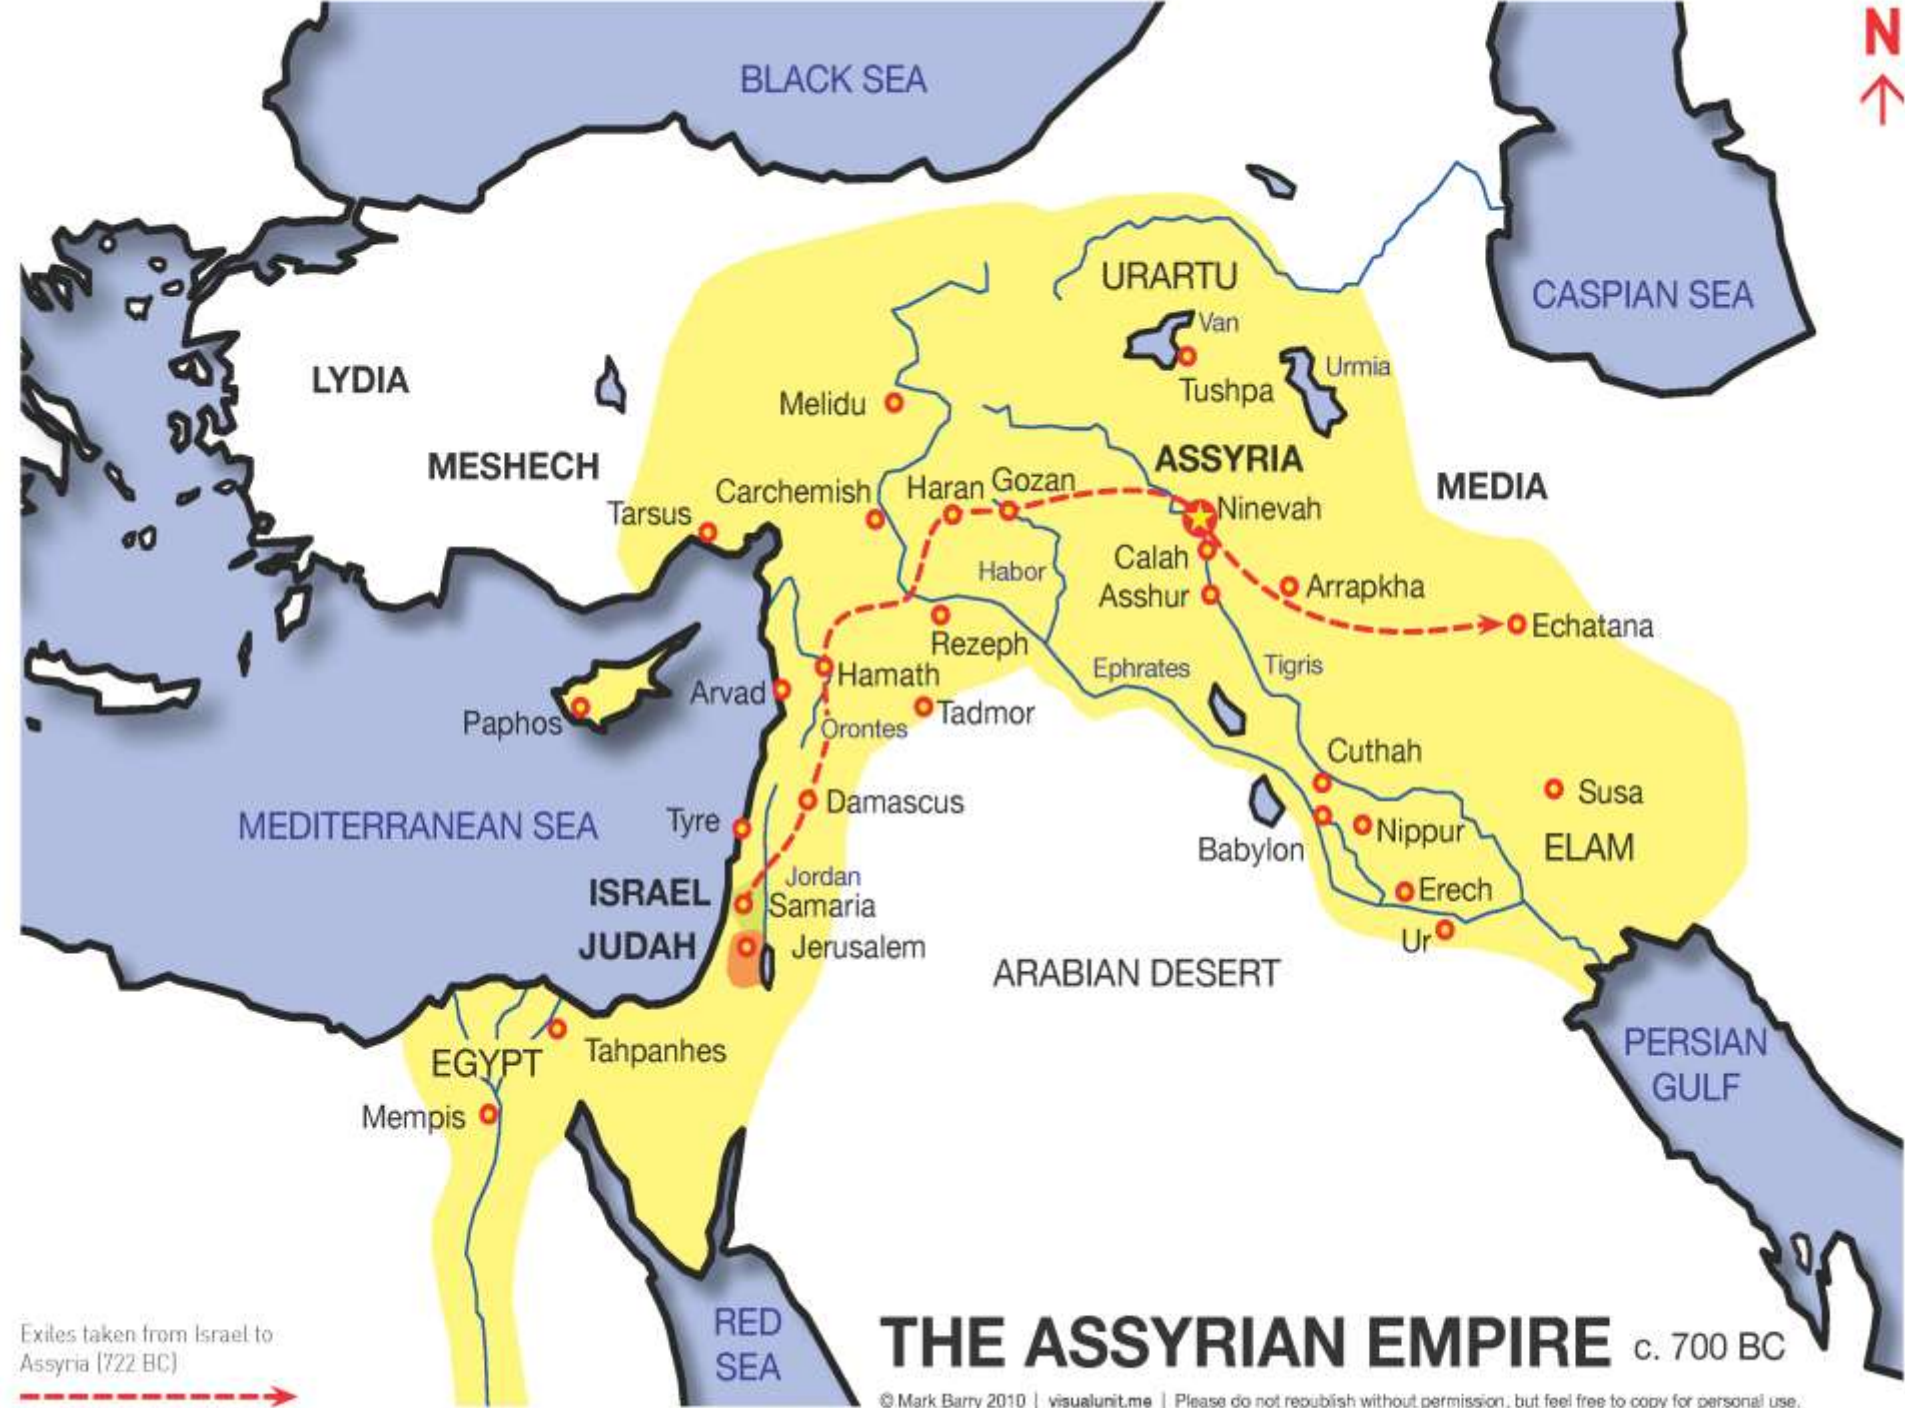 N
BLACK SEA
CASPIAN SEA
URARTU
Van
Urmia
Tushpa
LYDIA
Melidu
MESHECH
ASSYRIA
MEDIA
Carchemish
Haran
Gozan
Tarsus
Ninevah
Calah
Habor
Arrapkha
Asshur
Echatana
Rezeph
Ephrates
Tigris
Hamath
Arvad
Tadmor
Paphos
Orontes
Cuthah
Susa
Damascus
Tyre
MEDITERRANEAN SEA
Nippur
Babylon
ELAM
Jordan
ISRAEL
Samaria
Erech
JUDAH
Jerusalem
Ur
ARABIAN DESERT
PERSIAN
GULF
EGYPT
Tahpanhes
Mempis
RED
SEA
Exiles taken from Israel to
Assyria (722 BC)
THE ASSYRIAN EMPIRE c. 700 BC
© Mark Barry 2010 | visualunit.me | Please do not republish without permission, but feel free to copy for personal use.